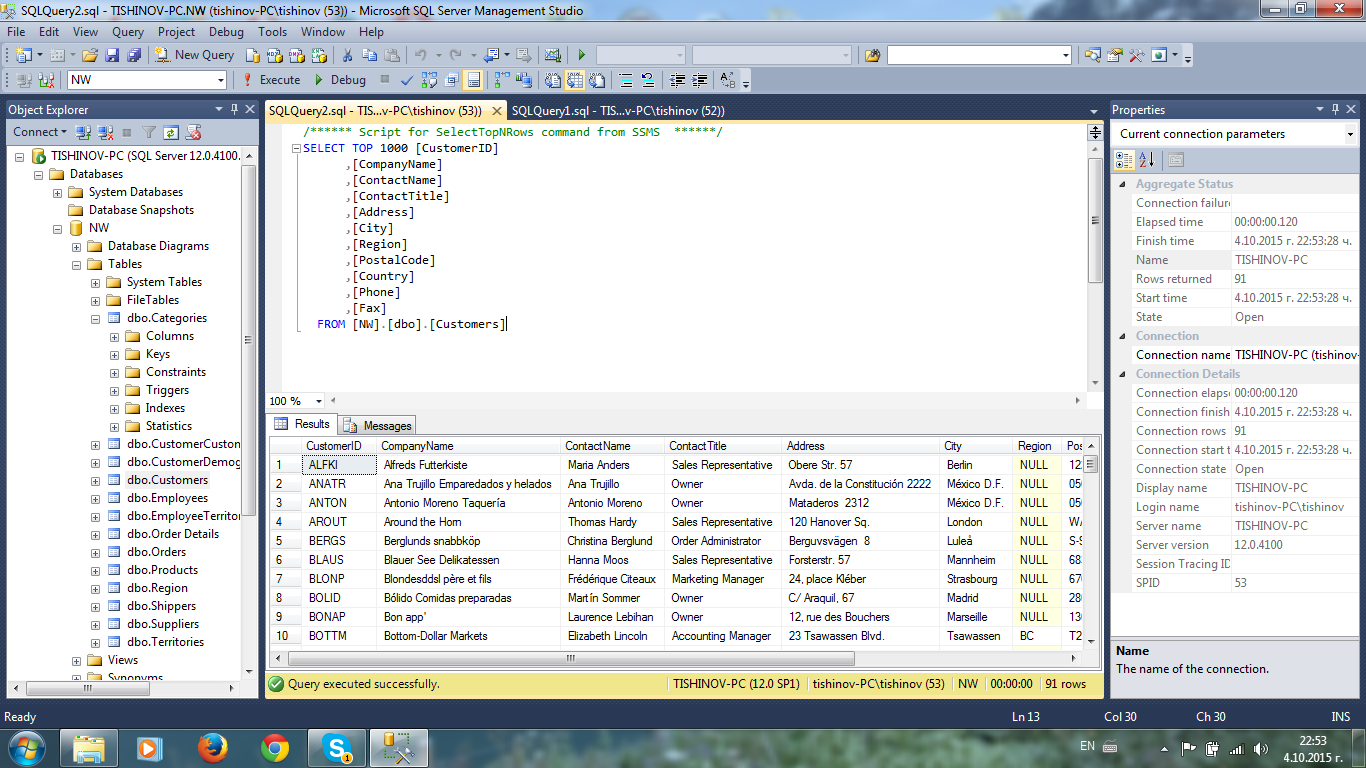 SQLQuery2.sql - TISHINOV-PC.NW (tishinov-PC\tishinov (53)) - Microsoft SQL Server Management Studio
File Edit View Query Project Debug Tools Window Help
New Query
NW Execute Debug
Object Explorer
Connect
TISHINOV-PC (SQL Server 12.0.4100.
Databases
System Databases
Database Snapshots
NW
Database Diagrams
Tables
System Tables
FileTables
dbo.Categories
Columns
Keys
Constraints
Triggers
Indexes
Statistics
dbo.CustomerCustom
dbo.CustomerDemog
dbo.Customers
dbo.Employees
dbo.EmployeeTerritor
dbo.Order Details
dbo.Orders
dbo.Products
dbo.Region
dbo.Shippers
dbo.Suppliers
dbo.Territories
Views
Synonyms
SQLQuery2.sql - TIS...v-PC\tishinov (53)) SQLQuery1.sql - TIS...v-PC\tishinov (52))
/****** Script for SelectTopNRows command from SSMS  ******/
SELECT TOP 1000 [CustomerID]
,[CompanyName]
,[ContactName]
,[ContactTitle]
,[Address]
,[City]
,[Region]
,[PostalCode]
,[Country]
,[Phone]
,[Fax]
FROM [NW].[dbo].[Customers]
100 %
Results Messages
CustomerID CompanyName ContactName ContactTitle Address City Region Pos
1 ALFKI Alfreds Futterkiste Maria Anders Sales Representative Obere Str. 57 Berlin NULL 12
2 ANATR Ana Trujillo Emparedados y helados Ana Trujillo Owner Avda. de la Constitución 2222 México D.F. NULL 05
3 ANTON Antonio Moreno Taquería Antonio Moreno Owner Mataderos  2312 México D.F. NULL 05
4 AROUT Around the Horn Thomas Hardy Sales Representative 120 Hanover Sq. London NULL WA
5 BERGS Berglunds snabbköp Christina Berglund Order Administrator Berguvsvägen  8 Luleå NULL S-9
6 BLAUS Blauer See Delikatessen Hanna Moos Sales Representative Forsterstr. 57 Mannheim NULL 68
7 BLONP Blondesddsl père et fils Frédérique Citeaux Marketing Manager 24, place Kléber Strasbourg NULL 67
8 BOLID Bólido Comidas preparadas Martín Sommer Owner C/ Araquil, 67 Madrid NULL 28
9 BONAP Bon app' Laurence Lebihan Owner 12, rue des Bouchers Marseille NULL 13
10 BOTTM Bottom-Dollar Markets Elizabeth Lincoln Accounting Manager 23 Tsawassen Blvd. Tsawassen BC T2
Query executed successfully. TISHINOV-PC (12.0 SP1) tishinov-PC\tishinov (53) NW 00:00:00 91 rows
Properties
Current connection parameters
Aggregate Status
Connection failure
Elapsed time 00:00:00.120
Finish time 4.10.2015 г. 22:53:28 ч.
Name TISHINOV-PC
Rows returned 91
Start time 4.10.2015 г. 22:53:28 ч.
State Open
Connection
Connection name TISHINOV-PC (tishinov-
Connection Details
Connection elapse 00:00:00.120
Connection finish 4.10.2015 г. 22:53:28 ч.
Connection rows 91
Connection start t 4.10.2015 г. 22:53:28 ч.
Connection state Open
Display name TISHINOV-PC
Login name tishinov-PC\tishinov
Server name TISHINOV-PC
Server version 12.0.4100
Session Tracing ID
SPID 53
Name
The name of the connection.
Ready Ln 13 Col 30 Ch 30 INS
EN 22:53
4.10.2015 г.